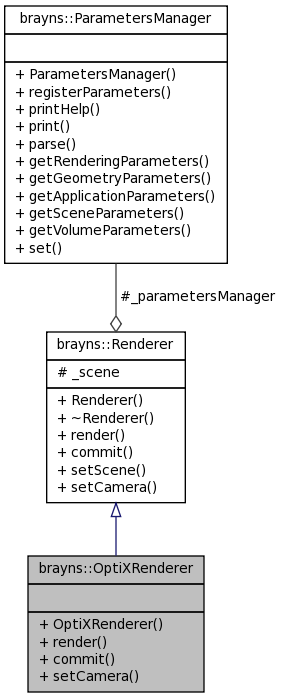 brayns::ParametersManager
+ ParametersManager()
+ registerParameters()
+ printHelp()
+ print()
+ parse()
+ getRenderingParameters()
+ getGeometryParameters()
+ getApplicationParameters()
+ getSceneParameters()
+ getVolumeParameters()
+ set()
#_parametersManager
brayns::Renderer
# _scene
+ Renderer()
+ ~Renderer()
+ render()
+ commit()
+ setScene()
+ setCamera()
brayns::OptiXRenderer
+ OptiXRenderer()
+ render()
+ commit()
+ setCamera()